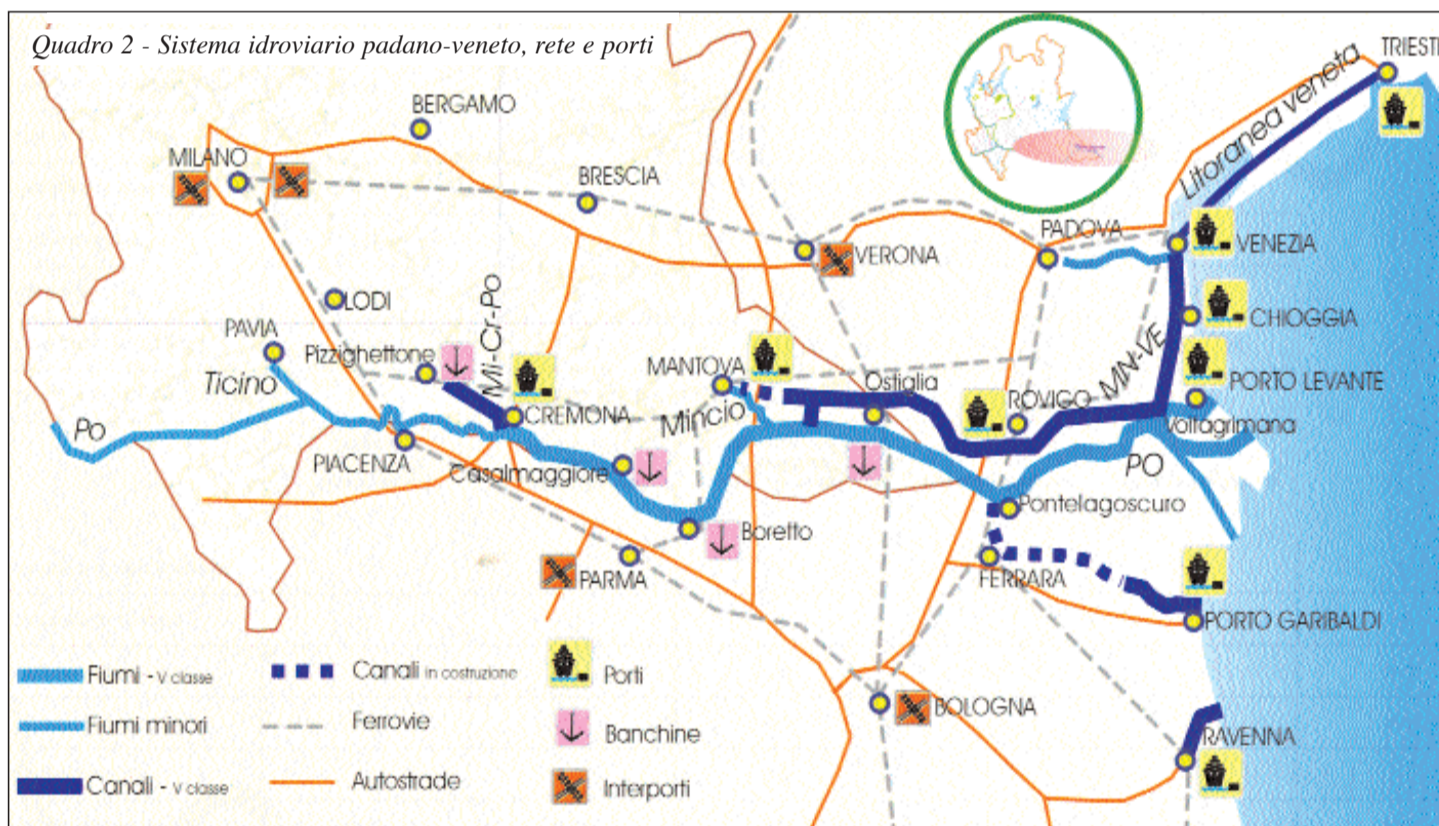 Quadro 2 - Sistema idroviario padano-veneto, rete e porti
TRIESTE
Litoranea veneta
BERGAMO
MILANO
BRESCIA
PADOVA
VENEZIA
VERONA
LODI
Mi-Cr-Po
CHIOGGIA
PAVIA
Pizzighettone
MANTOVA
MN-VE
Ticino
Ostiglia
PORTO LEVANTE
ROVIGO
CREMONA
Mincio
Po
Voltagrimana
PIACENZA
Casalmaggiore
PO
Pontelagoscuro
Boretto
PARMA
FERRARA
PORTO GARIBALDI
Fiumi - V classe
Canali in costruzione
Porti
Fiumi minori
Ferrovie
Banchine
BOLOGNA
RAVENNA
Canali - V classe
Autostrade
Interporti